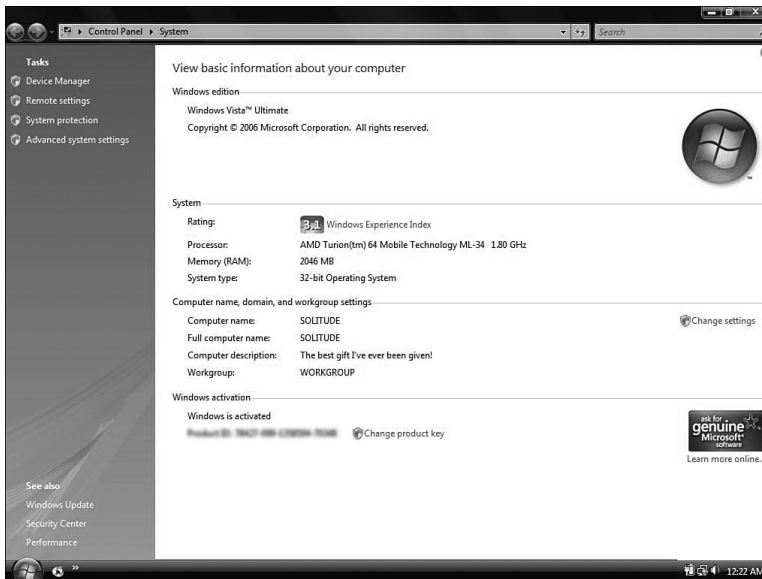 Control Panel ▸ System
Search
Tasks
Device Manager
Remote settings
System protection
Advanced system settings
View basic information about your computer
Windows edition
Windows Vista™ Ultimate
Copyright © 2006 Microsoft Corporation. All rights reserved.
System
Rating: 3.1 Windows Experience Index
Processor: AMD Turion(tm) 64 Mobile Technology ML-34 1.80 GHz
Memory (RAM): 2046 MB
System type: 32-bit Operating System
Computer name, domain, and workgroup settings
Computer name: SOLITUDE
Change settings
Full computer name: SOLITUDE
Computer description: The best gift I've ever been given!
Workgroup: WORKGROUP
Windows activation
Windows is activated
Product ID: Change product key
ask for
genuine
Microsoft
software
Learn more online.
See also
Windows Update
Security Center
Performance
12:22 AM